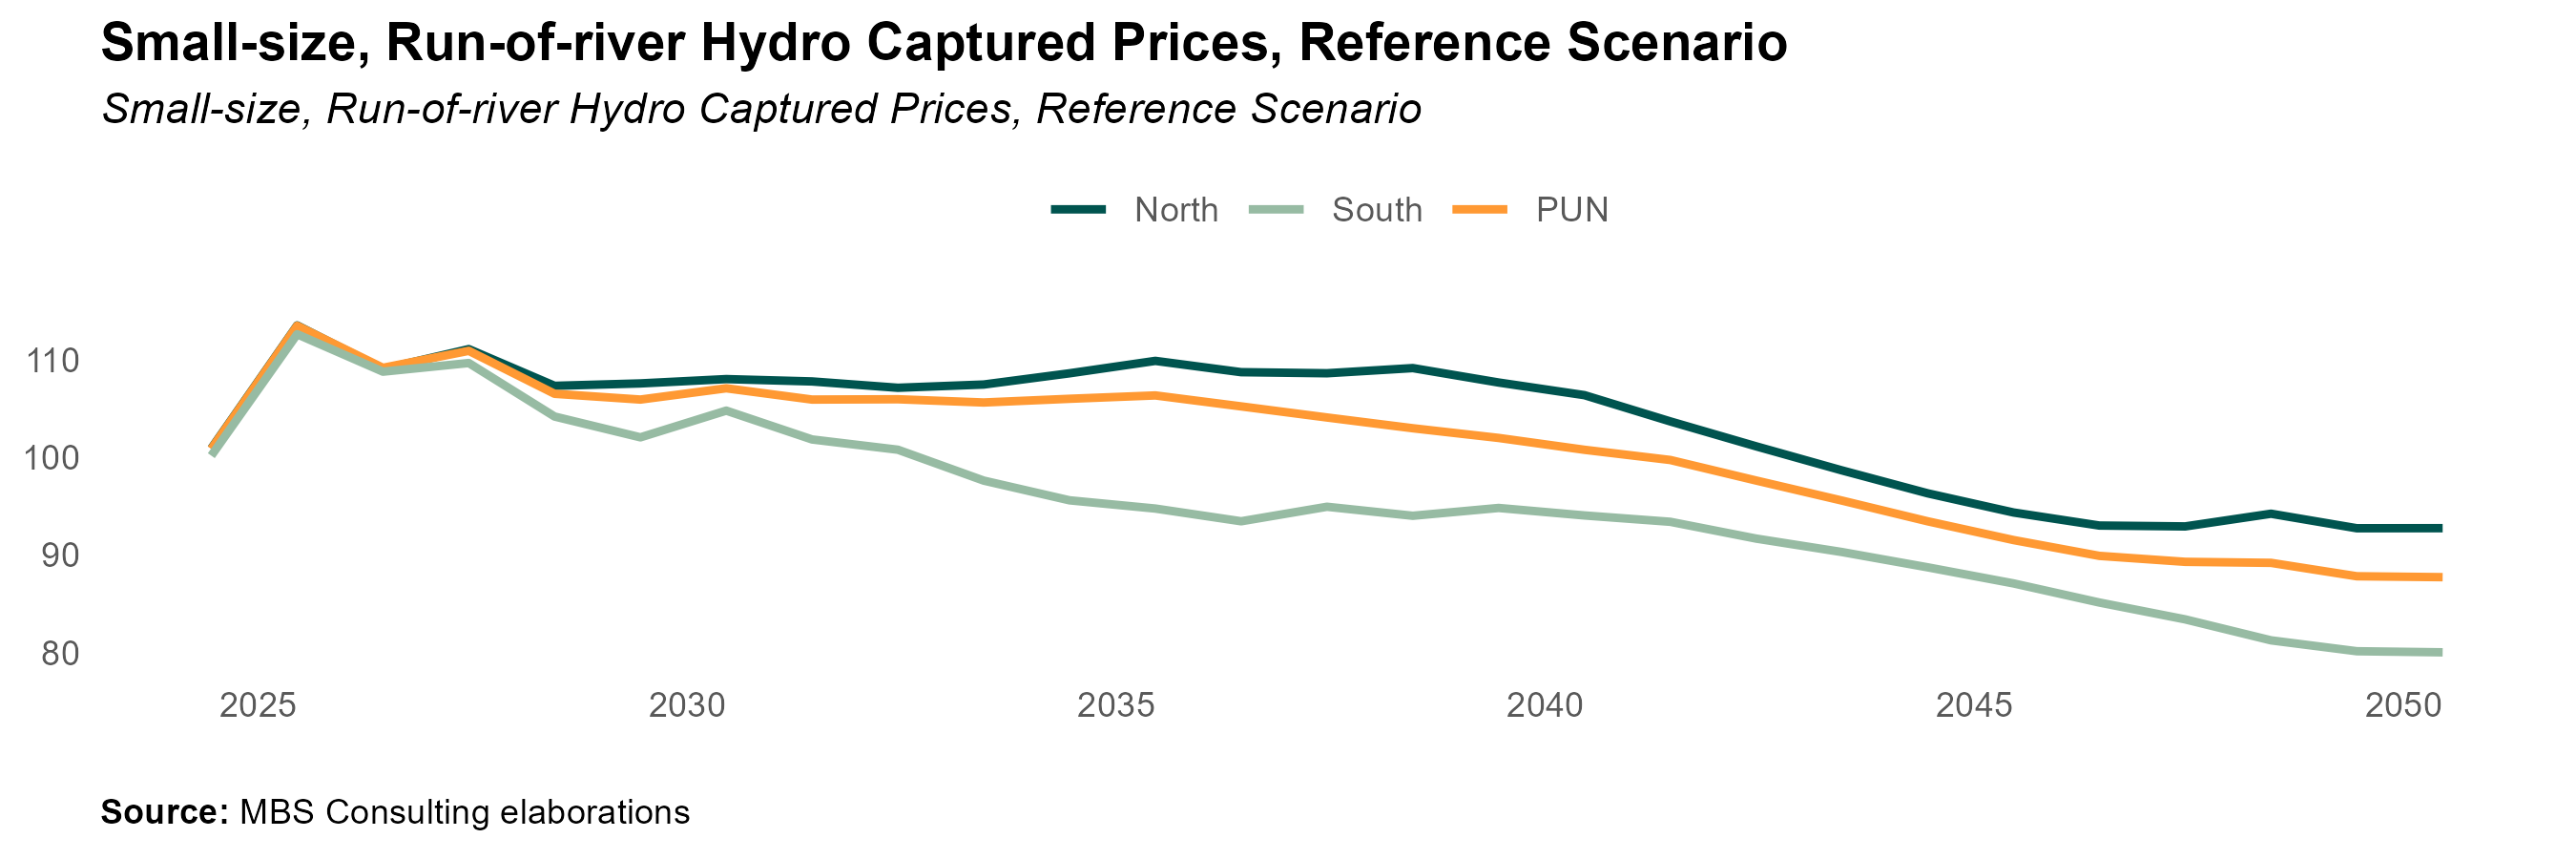 Small-size, Run-of-river Hydro Captured Prices, Reference Scenario
Small-size, Run-of-river Hydro Captured Prices, Reference Scenario
North South PUN
110
100
90
80
2025 2030 2035 2040 2045 2050
Source: MBS Consulting elaborations